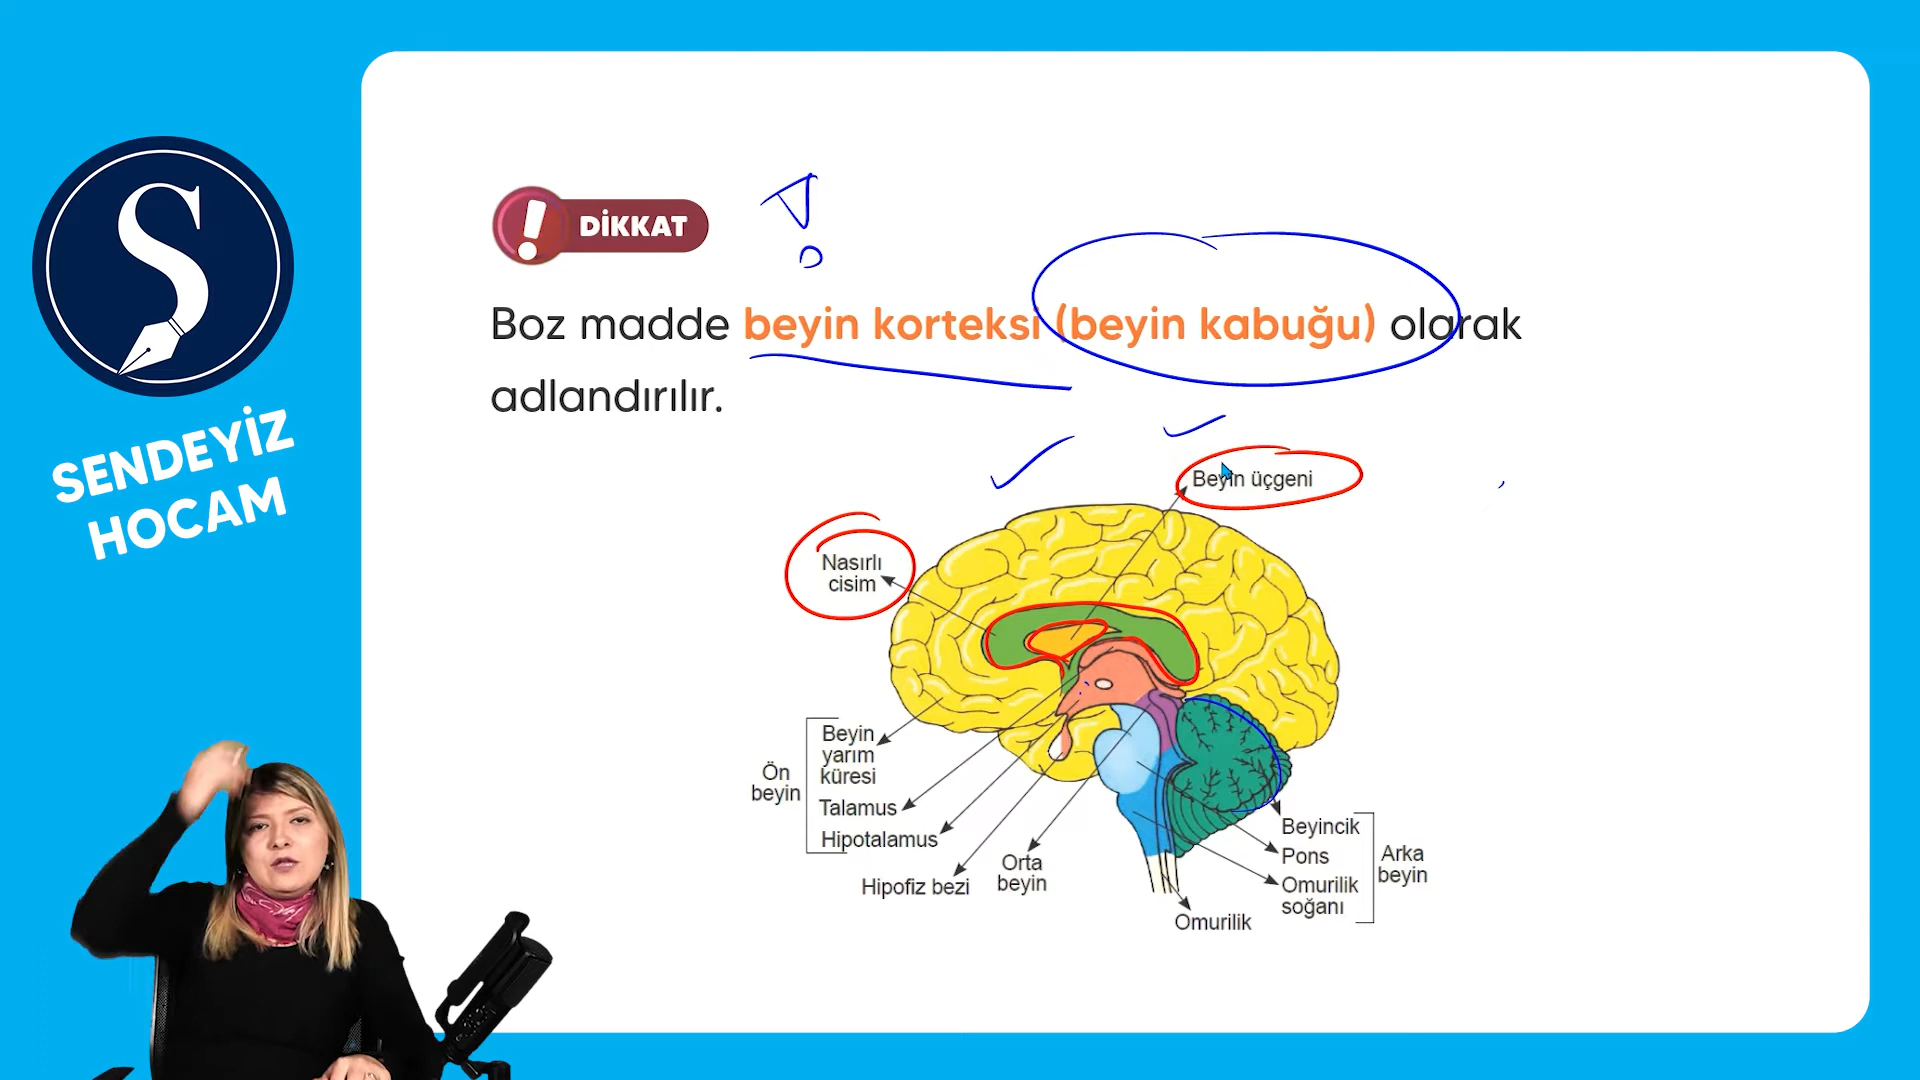 S
SENDEYİZ
HOCAM
! DİKKAT
Boz madde beyin korteksi (beyin kabuğu) olarak
adlandırılır.
Beyin üçgeni
Nasırlı
cisim
Ön
beyin
Beyin
yarım
küresi
Talamus
Hipotalamus
Hipofiz bezi
Orta
beyin
Beyincik
Pons
Omurilik
soğanı
Arka
beyin
Omurilik